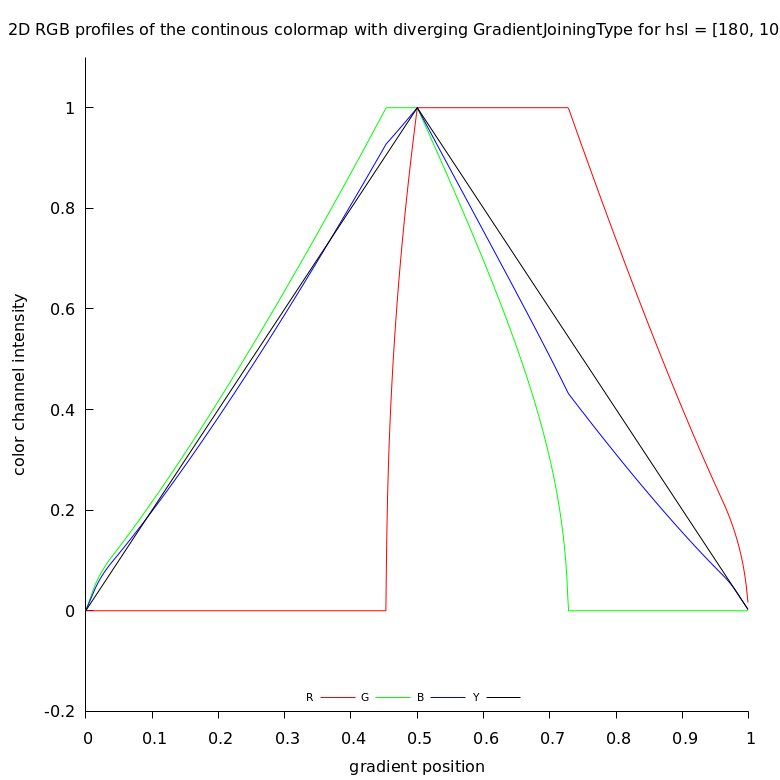 2D RGB profiles of the continous colormap with diverging GradientJoiningType for hsl = [180, 10
1
0.8
0.6
0.4
0.2
0
-0.2
color channel intensity
R G B Y
0 0.1 0.2 0.3 0.4 0.5 0.6 0.7 0.8 0.9 1
gradient position